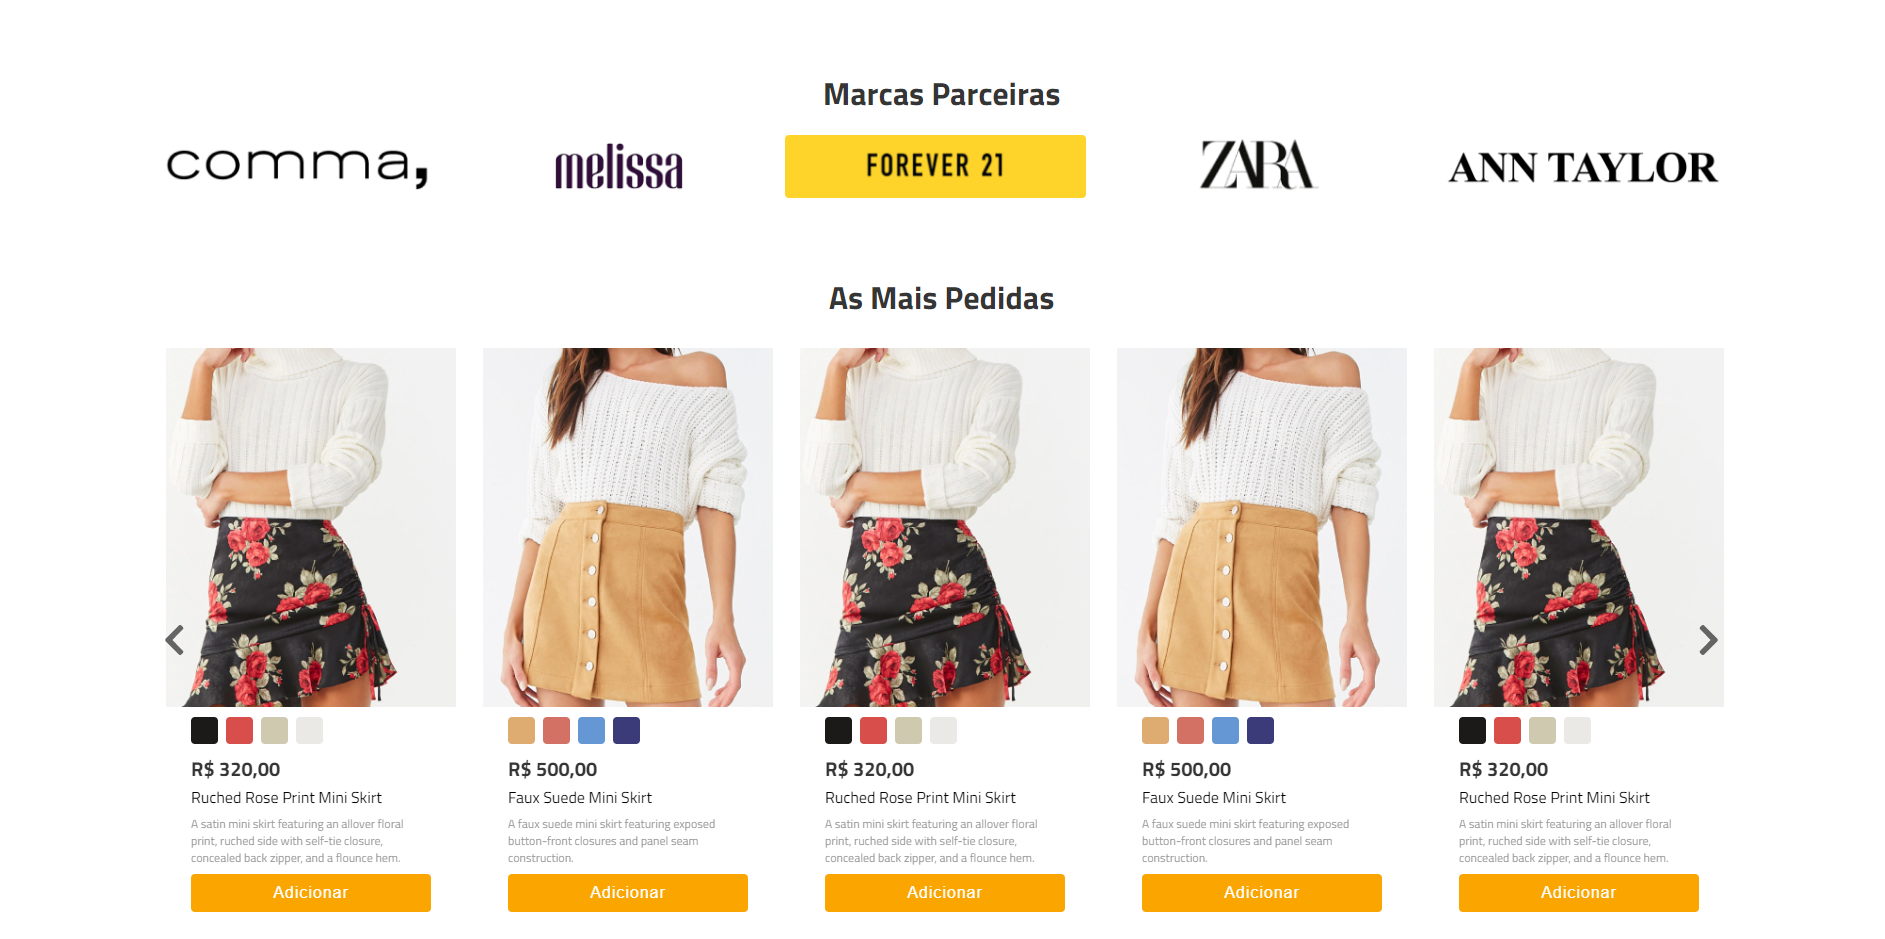 Marcas Parceiras
comma,
melissa
FOREVER 21
ZARA
ANN TAYLOR
As Mais Pedidas
R$ 320,00
Ruched Rose Print Mini Skirt
A satin mini skirt featuring an allover floral
print, ruched side with self-tie closure,
concealed back zipper, and a flounce hem.
Adicionar
R$ 500,00
Faux Suede Mini Skirt
A faux suede mini skirt featuring exposed
button-front closures and panel seam
construction.
Adicionar
R$ 320,00
Ruched Rose Print Mini Skirt
A satin mini skirt featuring an allover floral
print, ruched side with self-tie closure,
concealed back zipper, and a flounce hem.
Adicionar
R$ 500,00
Faux Suede Mini Skirt
A faux suede mini skirt featuring exposed
button-front closures and panel seam
construction.
Adicionar
R$ 320,00
Ruched Rose Print Mini Skirt
A satin mini skirt featuring an allover floral
print, ruched side with self-tie closure,
concealed back zipper, and a flounce hem.
Adicionar